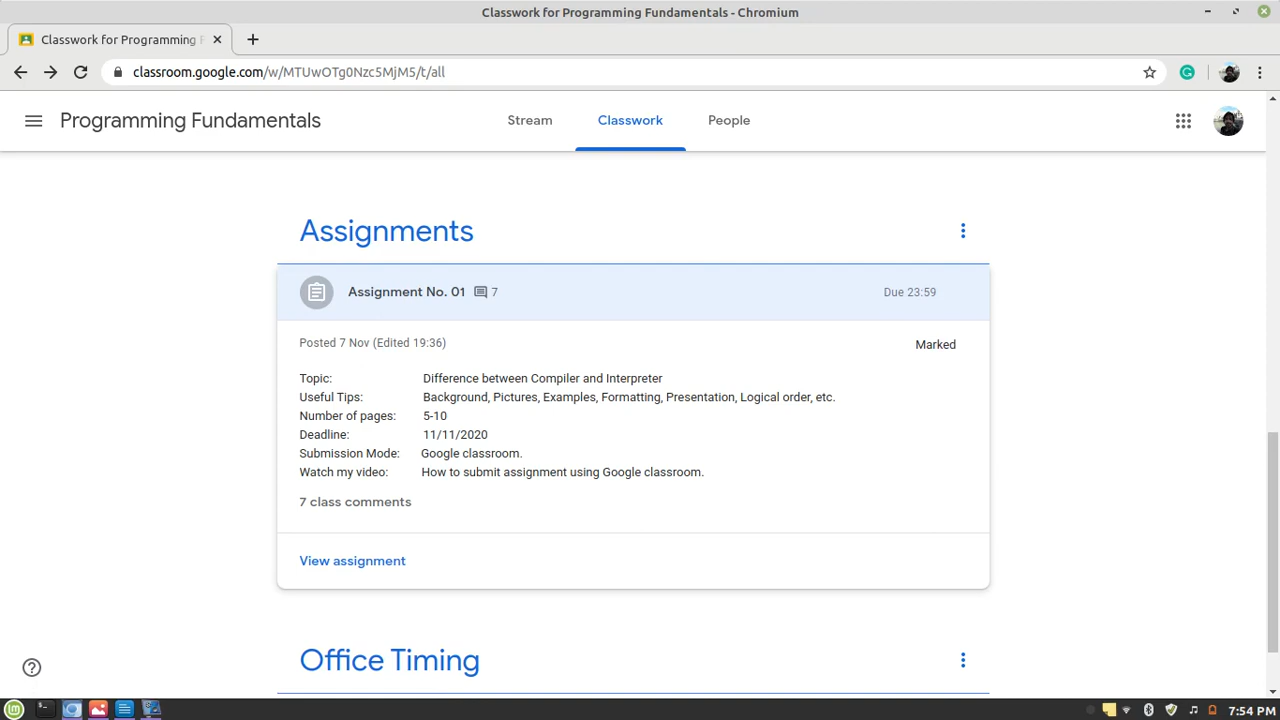 Classwork for Programming Fundamentals - Chromium
Classwork for Programming F
classroom.google.com/w/MTUwOTg0Nzc5MjM5/t/all
Programming Fundamentals
Stream
Classwork
People
Assignments
Assignment No. 01 7 Due 23:59
Posted 7 Nov (Edited 19:36) Marked
Topic: Difference between Compiler and Interpreter
Useful Tips: Background, Pictures, Examples, Formatting, Presentation, Logical order, etc.
Number of pages: 5-10
Deadline: 11/11/2020
Submission Mode: Google classroom.
Watch my video: How to submit assignment using Google classroom.
7 class comments
View assignment
Office Timing
7:54 PM